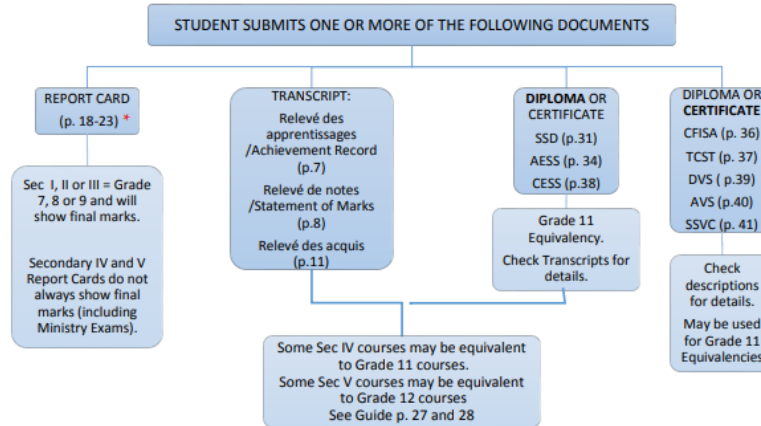 STUDENT SUBMITS ONE OR MORE OF THE FOLLOWING DOCUMENTS
REPORT CARD
(p. 18-23) *
Sec I, II or III = Grade
7, 8 or 9 and will
show final marks.
Secondary IV and V
Report Cards do not
always show final
marks (including
Ministry Exams).
TRANSCRIPT:
Relevé des
apprentissages
/Achievement Record
(p.7)
Relevé de notes
/Statement of Marks
(p.8)
Relevé des acquis
(p.11)
DIPLOMA OR
CERTIFICATE
SSD (p.31)
AESS (p. 34)
CESS (p.38)
Grade 11
Equivalency.
Check Transcripts for
details.
Some Sec IV courses may be equivalent
to Grade 11 courses.
Some Sec V courses may be equivalent
to Grade 12 courses
See Guide p. 27 and 28
DIPLOMA OR
CERTIFICATE
CFISA (p. 36)
TCST (p. 37)
DVS ( p.39)
AVS (p.40)
SSVC (p. 41)
Check
descriptions
for details.
May be used
for Grade 11
Equivalencies